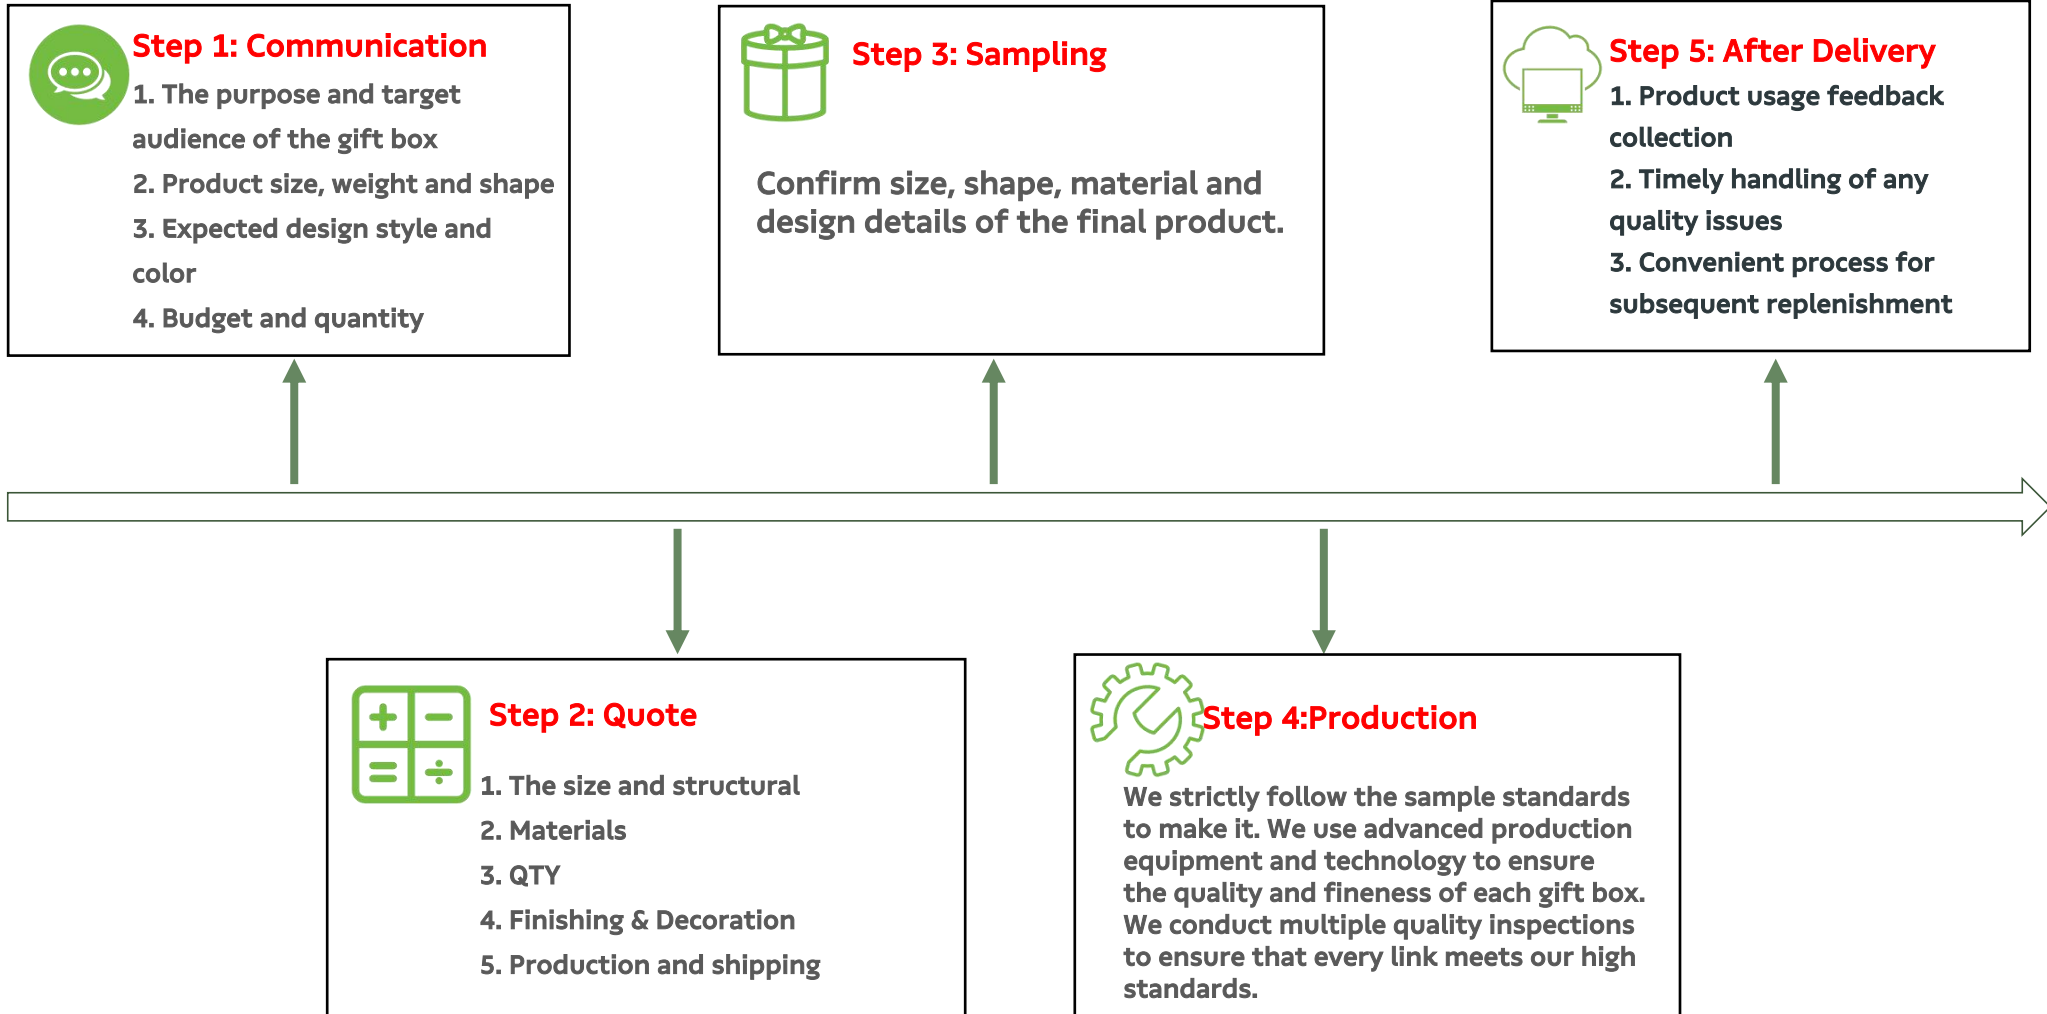 Step 1: Communication
1. The purpose and target
audience of the gift box
2. Product size, weight and shape
3. Expected design style and
color
4. Budget and quantity
Step 2: Quote
1. The size and structural
2. Materials
3. QTY
4. Finishing & Decoration
5. Production and shipping
Step 3: Sampling
Confirm size, shape, material and
design details of the final product.
Step 4:Production
We strictly follow the sample standards
to make it. We use advanced production
equipment and technology to ensure
the quality and fineness of each gift box.
We conduct multiple quality inspections
to ensure that every link meets our high
standards.
Step 5: After Delivery
1. Product usage feedback
collection
2. Timely handling of any
quality issues
3. Convenient process for
subsequent replenishment